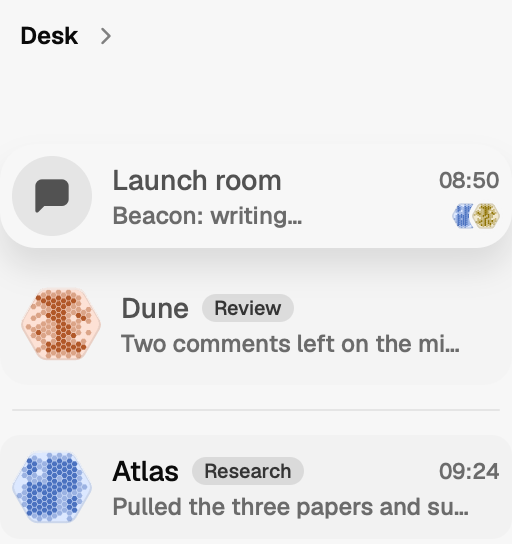 Desk
Launch room 08:50
Beacon: writing...
Dune Review
Two comments left on the mi...
Atlas Research 09:24
Pulled the three papers and su...